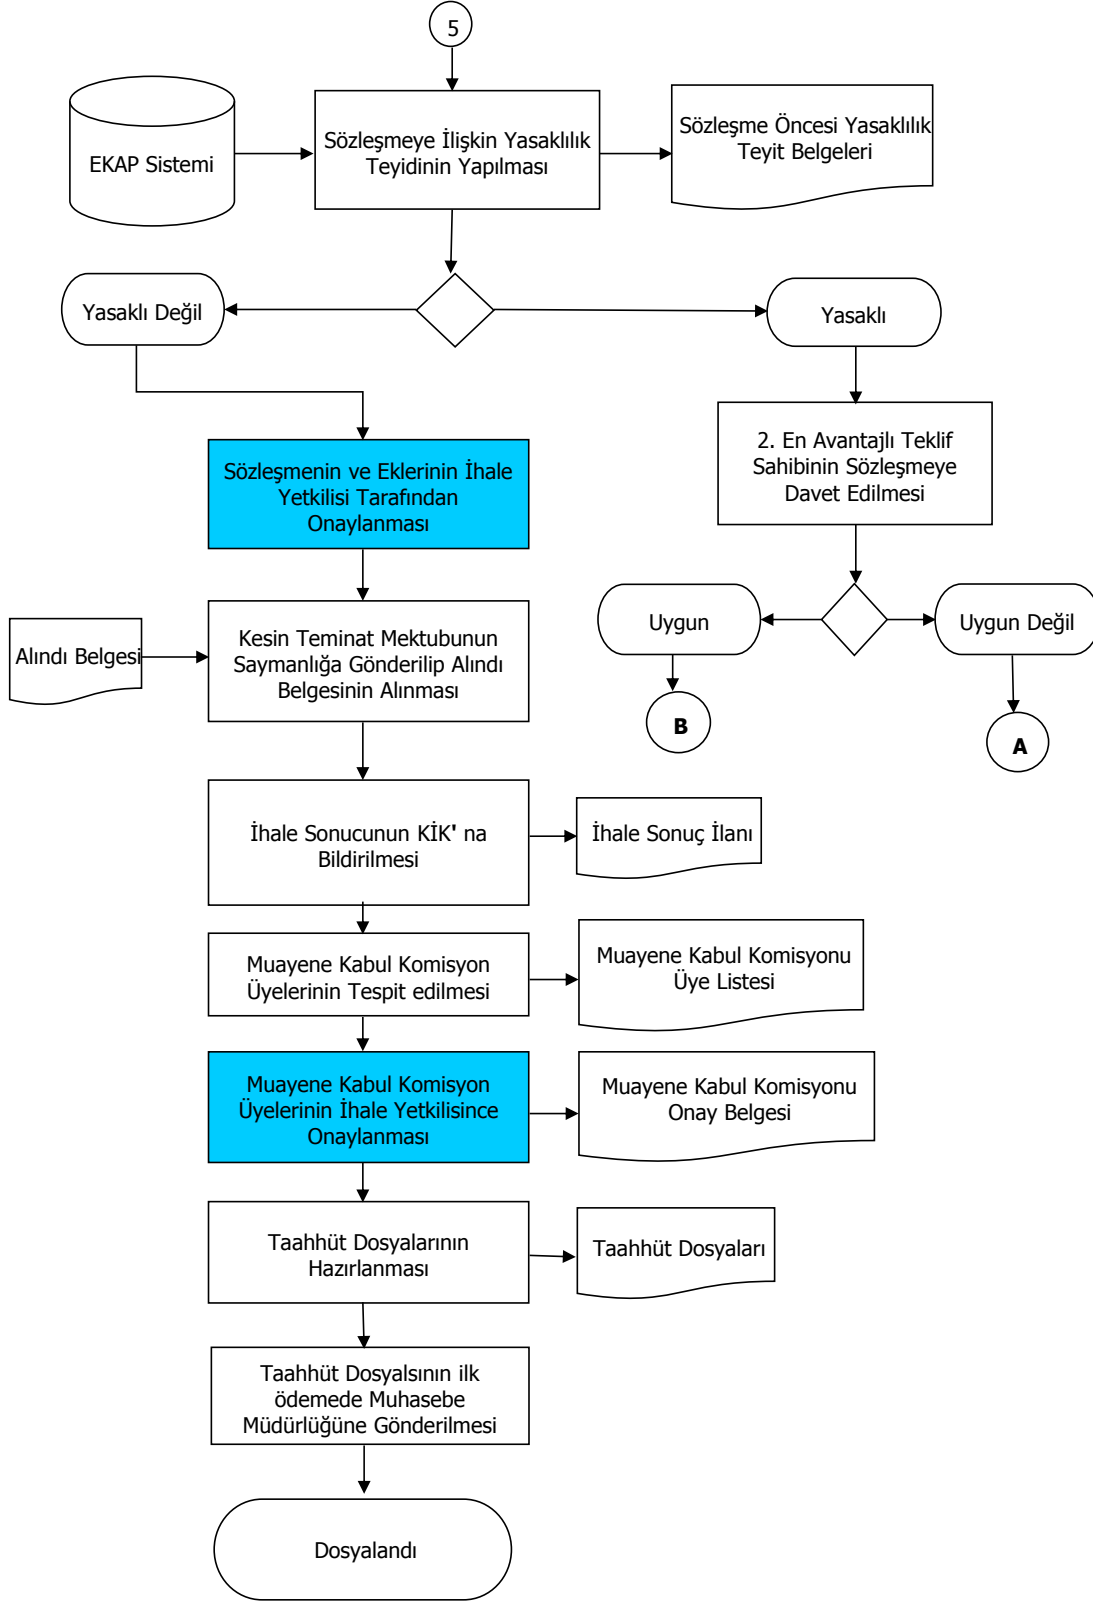 5
EKAP Sistemi
Sözleşmeye İlişkin Yasaklılık
Teyidinin Yapılması
Sözleşme Öncesi Yasaklılık
Teyit Belgeleri
Yasaklı Değil
Yasaklı
Sözleşmenin ve Eklerinin İhale
Yetkilisi Tarafından
Onaylanması
2. En Avantajlı Teklif
Sahibinin Sözleşmeye
Davet Edilmesi
Alındı Belgesi
Kesin Teminat Mektubunun
Saymanlığa Gönderilip Alındı
Belgesinin Alınması
Uygun
Uygun Değil
B
A
İhale Sonucunun KİK' na
Bildirilmesi
İhale Sonuç İlanı
Muayene Kabul Komisyon
Üyelerinin Tespit edilmesi
Muayene Kabul Komisyonu
Üye Listesi
Muayene Kabul Komisyon
Üyelerinin İhale Yetkilisince
Onaylanması
Muayene Kabul Komisyonu
Onay Belgesi
Taahhüt Dosyalarının
Hazırlanması
Taahhüt Dosyaları
Taahhüt Dosyalsının ilk
ödemede Muhasebe
Müdürlüğüne Gönderilmesi
Dosyalandı